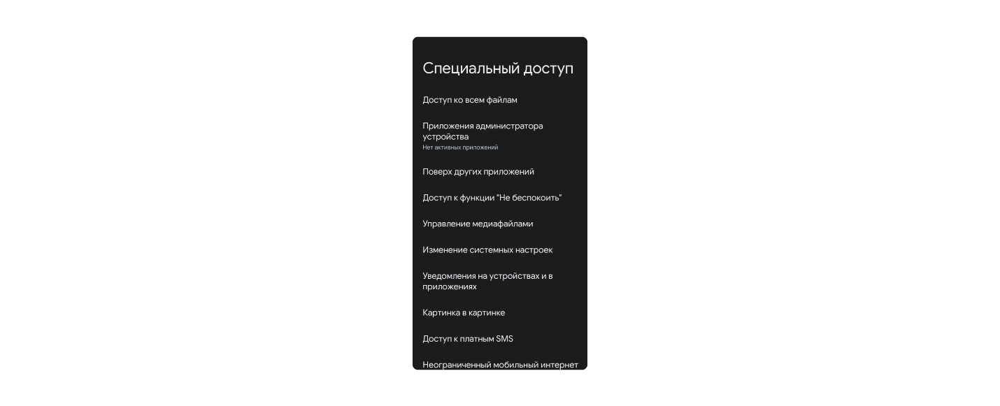 Специальный доступ
Доступ ко всем файлам
Приложения администратора
устройства
Нет активных приложений
Поверх других приложений
Доступ к функции "Не беспокоить"
Управление медиафайлами
Изменение системных настроек
Уведомления на устройствах и в
приложениях
Картинка в картинке
Доступ к платным SMS
Неограниченный мобильный интернет